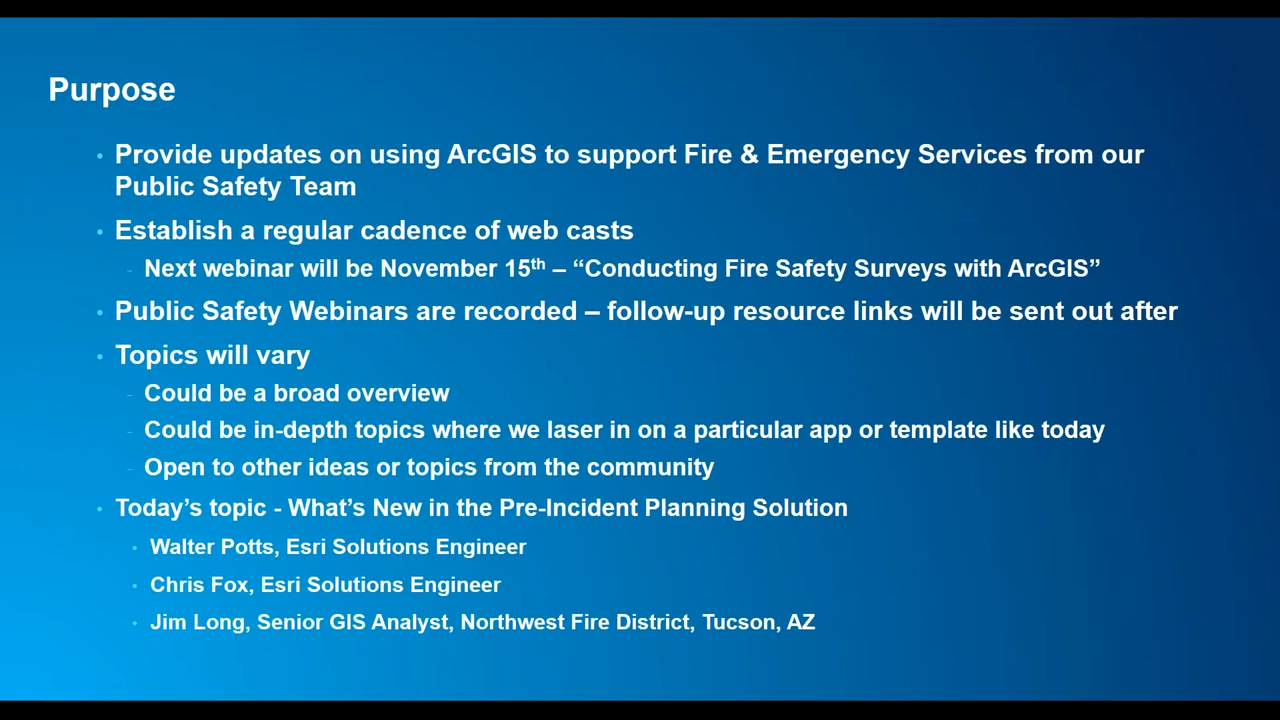 Purpose
Provide updates on using ArcGIS to support Fire & Emergency Services from our
Public Safety Team
Establish a regular cadence of web casts
Next webinar will be November 15th – “Conducting Fire Safety Surveys with ArcGIS”
Public Safety Webinars are recorded – follow-up resource links will be sent out after
Topics will vary
Could be a broad overview
Could be in-depth topics where we laser in on a particular app or template like today
Open to other ideas or topics from the community
Today’s topic - What’s New in the Pre-Incident Planning Solution
Walter Potts, Esri Solutions Engineer
Chris Fox, Esri Solutions Engineer
Jim Long, Senior GIS Analyst, Northwest Fire District, Tucson, AZ